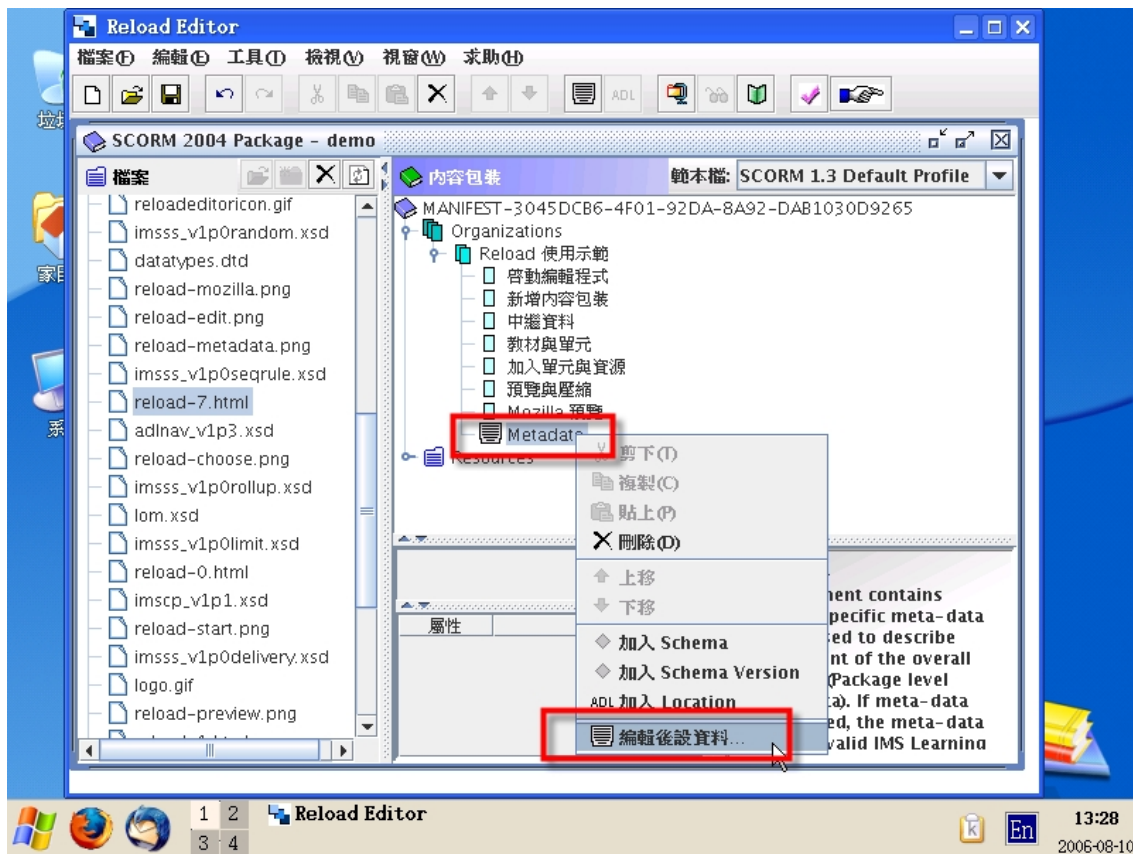 Reload Editor
檔案(F) 編輯(E) 工具(T) 檢視(V) 視窗(W) 求助(H)
ADL
SCORM 2004 Package - demo
檔案
內容包裝
範本檔: SCORM 1.3 Default Profile
reloadeditoricon.gif
imsss_v1p0random.xsd
datatypes.dtd
reload-mozilla.png
reload-edit.png
reload-metadata.png
imsss_v1p0seqrule.xsd
reload-7.html
adlnav_v1p3.xsd
reload-choose.png
imsss_v1p0rollup.xsd
lom.xsd
imsss_v1p0limit.xsd
reload-0.html
imscp_v1p1.xsd
reload-start.png
imsss_v1p0delivery.xsd
logo.gif
reload-preview.png
MANIFEST-3045DCB6-4F01-92DA-8A92-DAB1030D9265
Organizations
Reload 使用示範
啓動編輯程式
新增內容包裝
中繼資料
教材與單元
加入單元與資源
預覽與壓縮
Mozilla 預覽
Metadata
Resources
剪下(T)
複製(C)
貼上(P)
刪除(D)
上移
下移
加入 Schema
加入 Schema Version
ADL 加入 Location
編輯後設資料...
屬性
contains
pecific meta-data
ed to describe
nt of the overall
(Package level
a). If meta-data
ed, the meta-data
valid IMS Learning
1 2
3 4
Reload Editor
En
13:28
2006-08-10